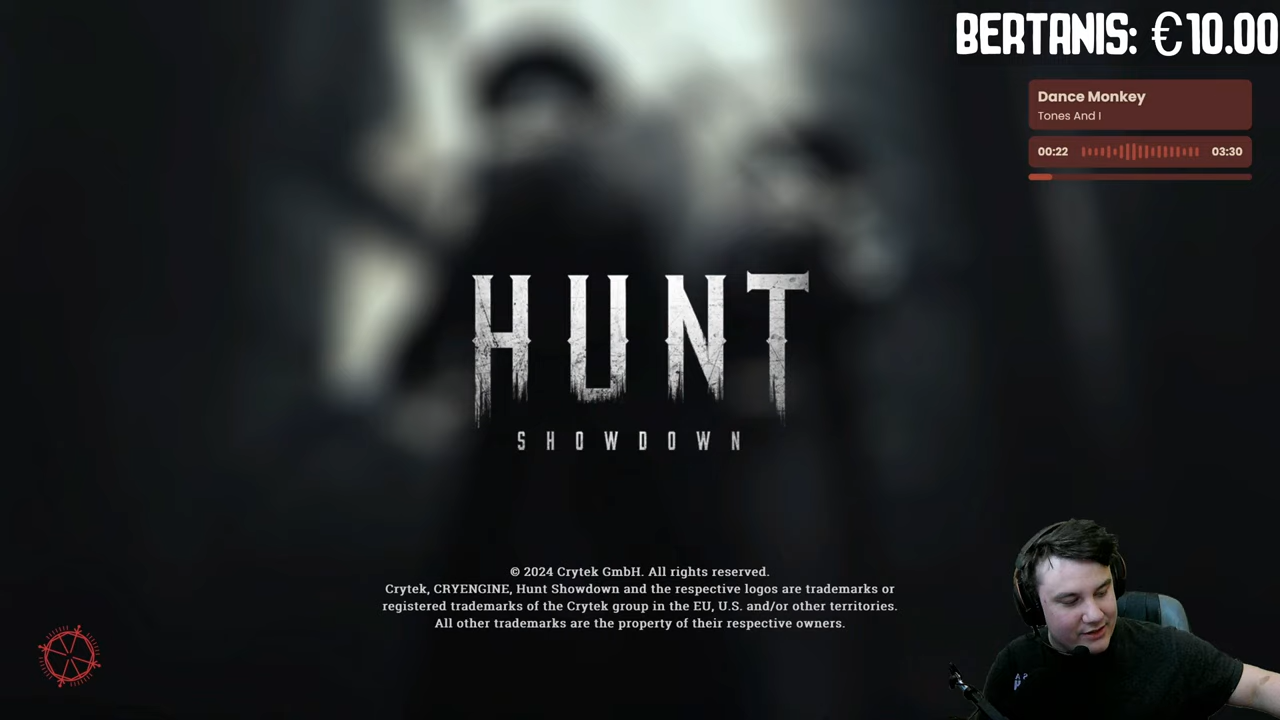 BERTANIS: €10.00
Dance Monkey
Tones And I
00:22 03:30
HUNT
SHOWDOWN
© 2024 Crytek GmbH. All rights reserved.
Crytek, CRYENGINE, Hunt Showdown and the respective logos are trademarks or
registered trademarks of the Crytek group in the EU, U.S. and/or other territories.
All other trademarks are the property of their respective owners.